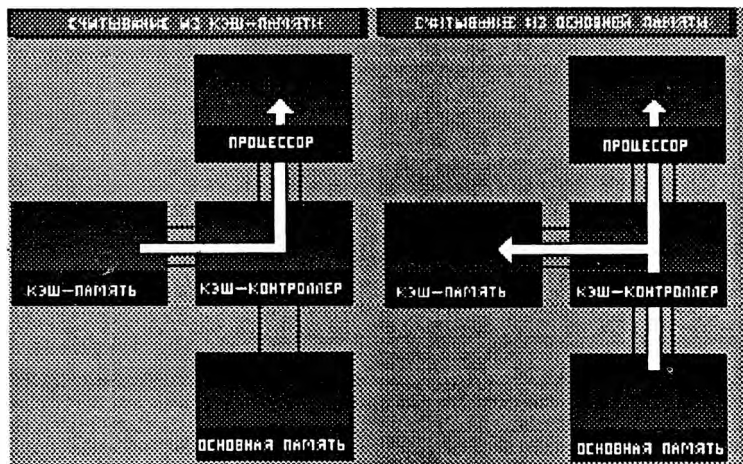 СЧИТЫВАНИЕ ИЗ КЭШ-ПАМЯТИ
ПРОЦЕССОР
КЭШ-ПАМЯТЬ
КЭШ-КОНТРОЛЛЕР
ОСНОВНАЯ ПАМЯТЬ
СЧИТЫВАНИЕ ИЗ ОСНОВНОЙ ПАМЯТИ
ПРОЦЕССОР
КЭШ-ПАМЯТЬ
КЭШ-КОНТРОЛЛЕР
ОСНОВНАЯ ПАМЯТЬ